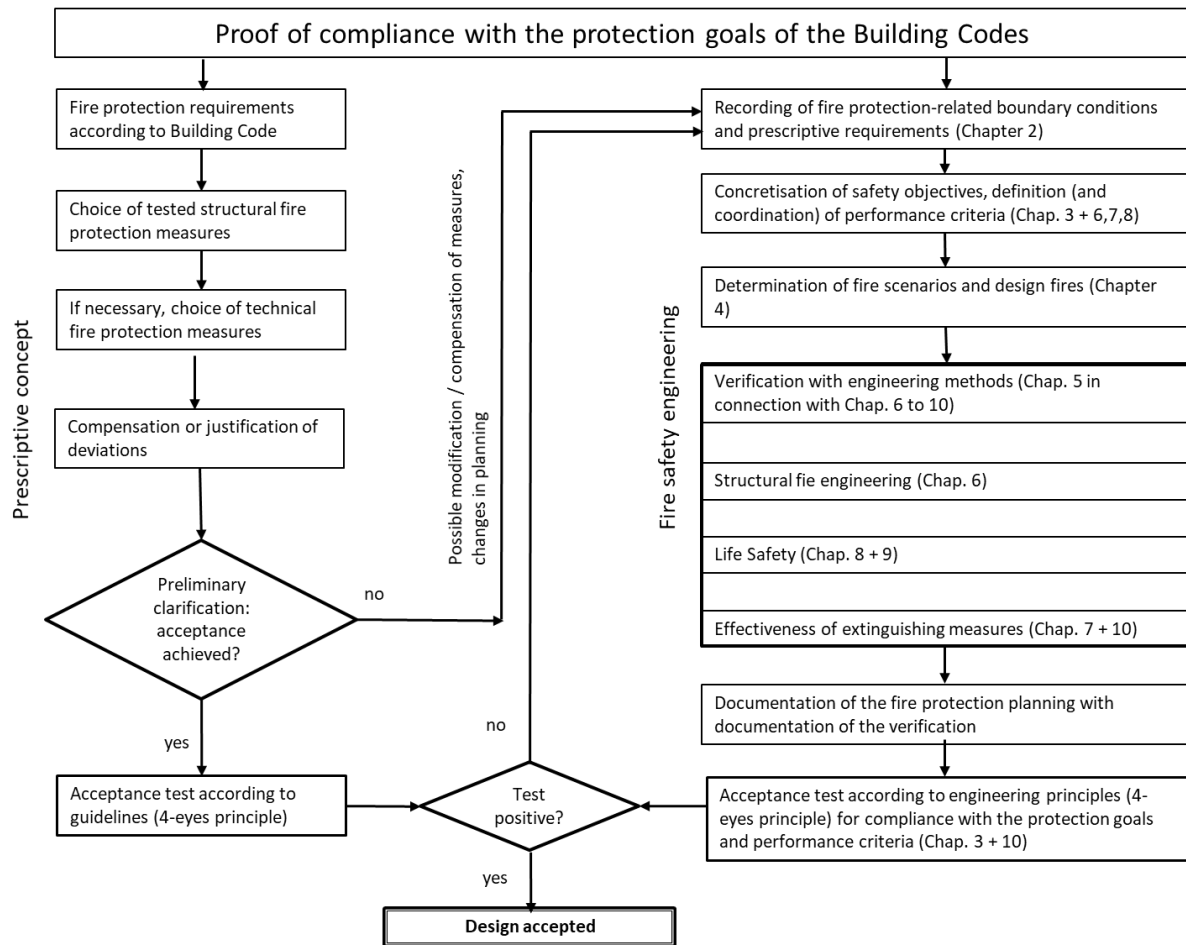 Proof of compliance with the protection goals of the Building Codes
Fire protection requirements
according to Building Code
Choice of tested structural fire
protection measures
If necessary, choice of technical
fire protection measures
Compensation or justification of
deviations
Prescriptive concept
Preliminary
clarification:
acceptance
achieved?
no
yes
Acceptance test according to
guidelines (4-eyes principle)
Possible modification / compensation of measures,
changes in planning
no
Test
positive?
yes
Design accepted
Fire safety engineering
Recording of fire protection-related boundary conditions
and prescriptive requirements (Chapter 2)
Concretisation of safety objectives, definition (and
coordination) of performance criteria (Chap. 3 + 6,7,8)
Determination of fire scenarios and design fires (Chapter
4)
Verification with engineering methods (Chap. 5 in
connection with Chap. 6 to 10)
Structural fie engineering (Chap. 6)
Life Safety (Chap. 8 + 9)
Effectiveness of extinguishing measures (Chap. 7 + 10)
Documentation of the fire protection planning with
documentation of the verification
Acceptance test according to engineering principles (4-
eyes principle) for compliance with the protection goals
and performance criteria (Chap. 3 + 10)